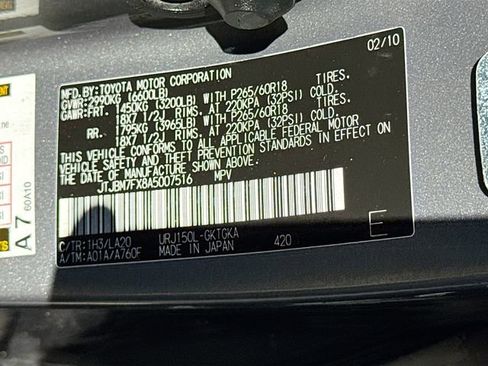 MFD.BY:TOYOTA MOTOR CORPORATION 02/10
GVWR: 2990KG (6600LB)
GAWR: FRT. 1450KG (3200LB) WITH P265/60R18 TIRES.
18X7 1/2J RIMS AT 220KPA (32PSI) COLD.
RR. 1795KG (3965LB) WITH P265/60R18 TIRES.
18X7 1/2J RIMS AT 220KPA (32PSI) COLD.
THIS VEHICLE CONFORMS TO ALL APPLICABLE FEDERAL MOTOR
VEHICLE SAFETY AND THEFT PREVENTION STANDARDS IN EFFECT ON THE
DATE OF MANUFACTURE SHOWN ABOVE.
JTJBM7FX8A5007516 MPV
C/TR:1H3/LA20 URJ150L-GKTGKA E
A/TM:A01A/A760F MADE IN JAPAN 420
A7
60A10